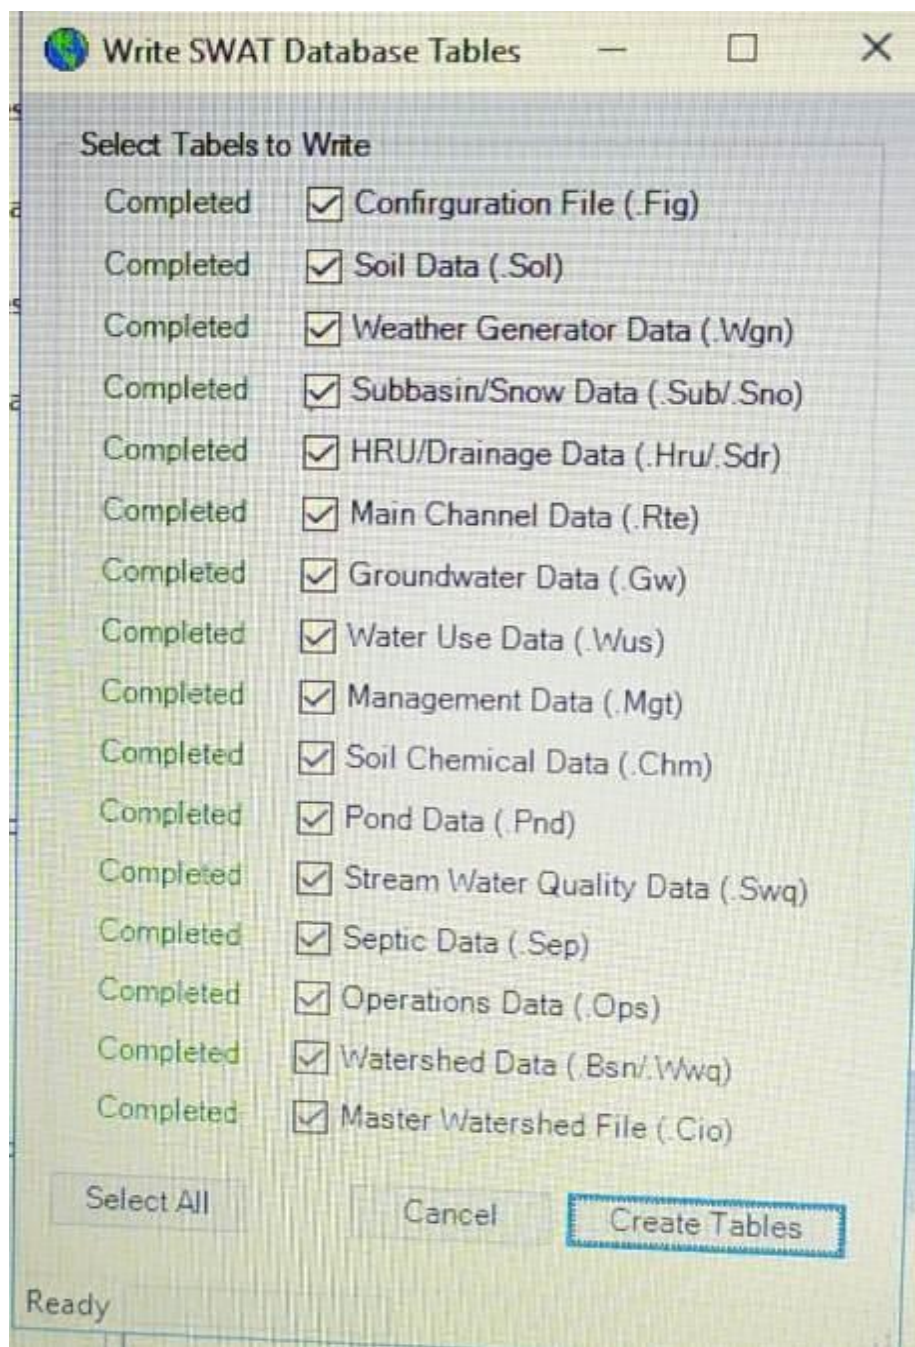 Write SWAT Database Tables
Select Tabels to Write
Completed Confirguration File (.Fig)
Completed Soil Data (.Sol)
Completed Weather Generator Data (.Wgn)
Completed Subbasin/Snow Data (.Sub/.Sno)
Completed HRU/Drainage Data (.Hru/.Sdr)
Completed Main Channel Data (.Rte)
Completed Groundwater Data (.Gw)
Completed Water Use Data (.Wus)
Completed Management Data (.Mgt)
Completed Soil Chemical Data (.Chm)
Completed Pond Data (.Pnd)
Completed Stream Water Quality Data (.Swq)
Completed Septic Data (.Sep)
Completed Operations Data (.Ops)
Completed Watershed Data (.Bsn/.Wwq)
Completed Master Watershed File (.Cio)
Select All Cancel Create Tables
Ready